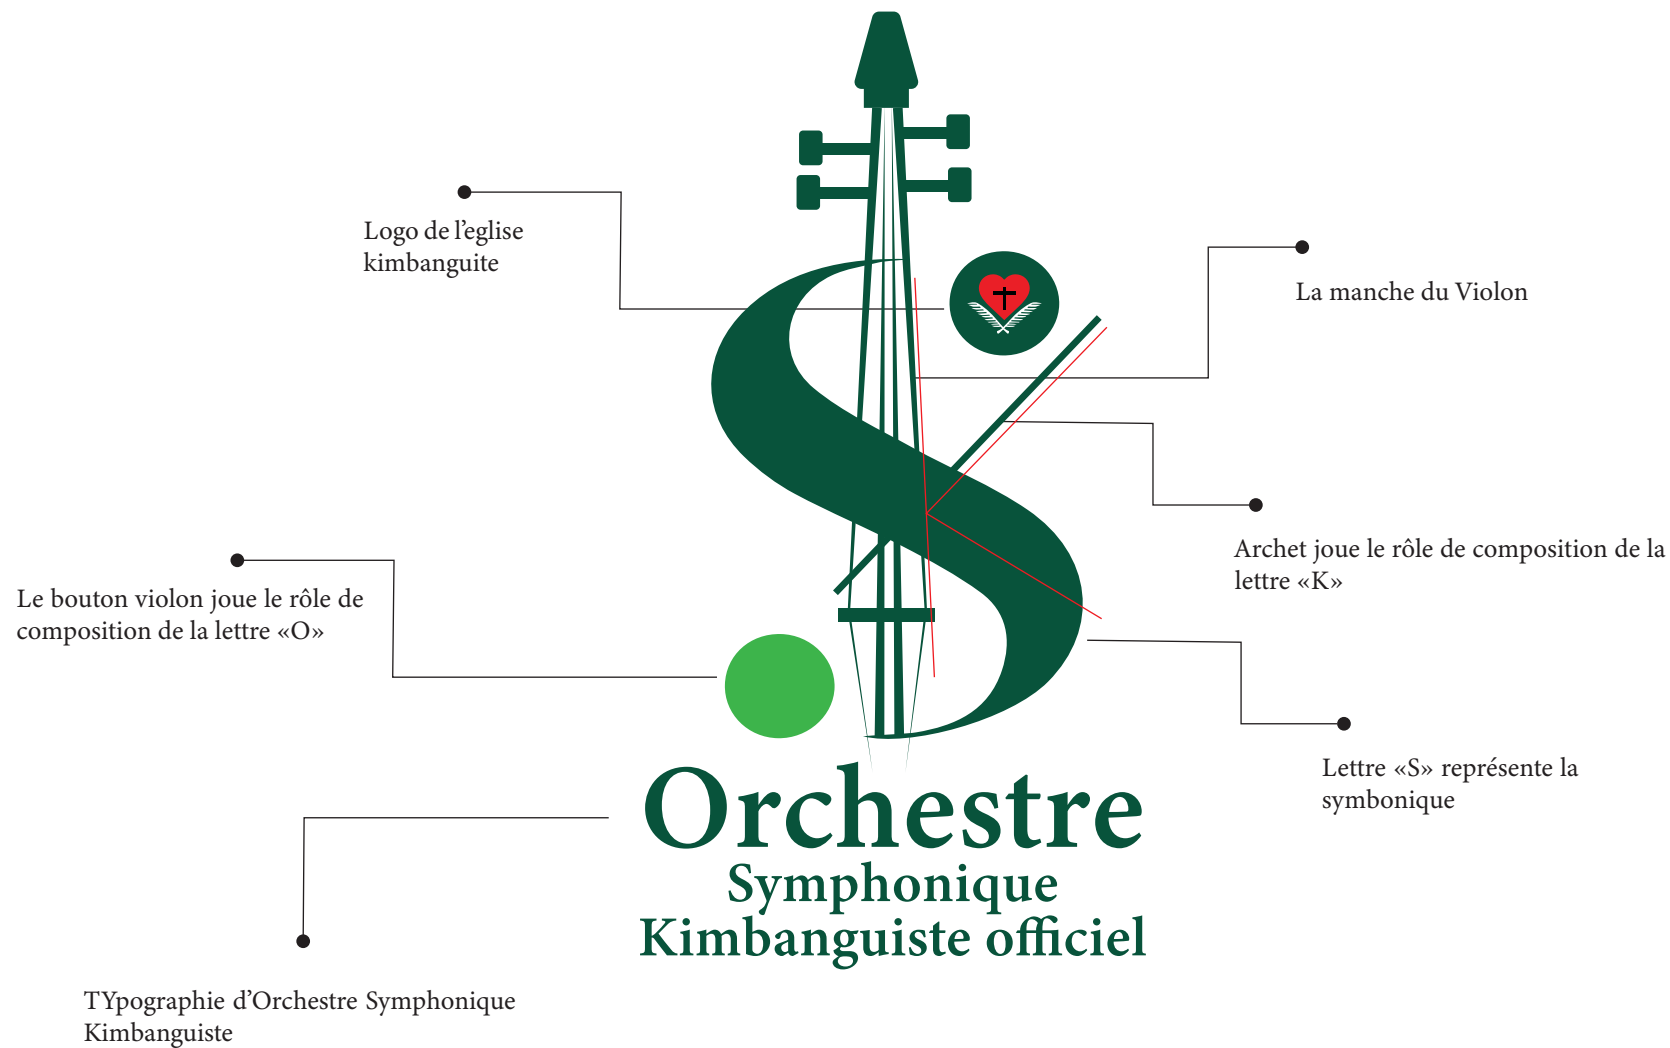 Logo de l'eglise
kimbanguite
La manche du Violon
Archet joue le rôle de composition de la
lettre «K»
Le bouton violon joue le rôle de
composition de la lettre «O»
Lettre «S» représente la
symbonique
Orchestre
Symphonique
Kimbanguiste officiel
TYpographie d'Orchestre Symphonique
Kimbanguiste